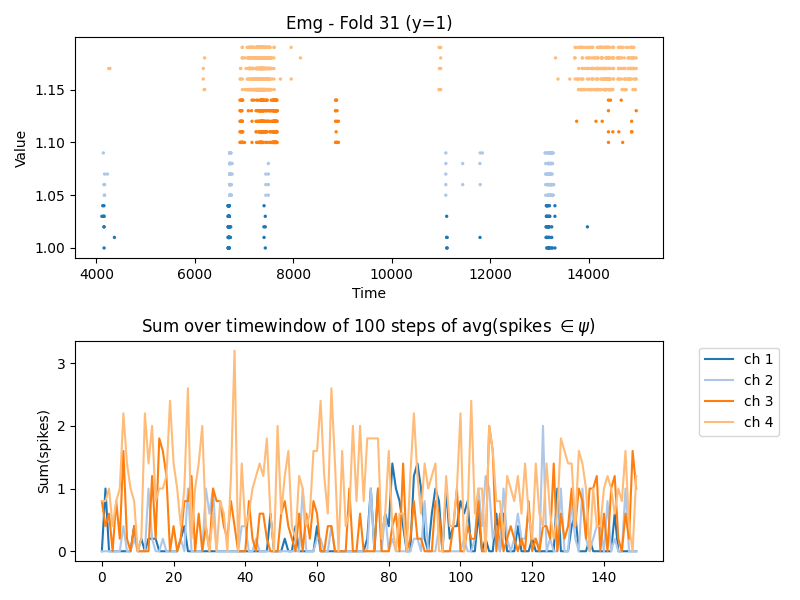 Emg - Fold 31 (y=1)
Value
1.15
1.10
1.05
1.00
4000 6000 8000 10000 12000 14000
Time
Sum over timewindow of 100 steps of avg(spikes ∈ ψ)
Sum(spikes)
3
2
1
0
0 20 40 60 80 100 120 140
ch 1
ch 2
ch 3
ch 4